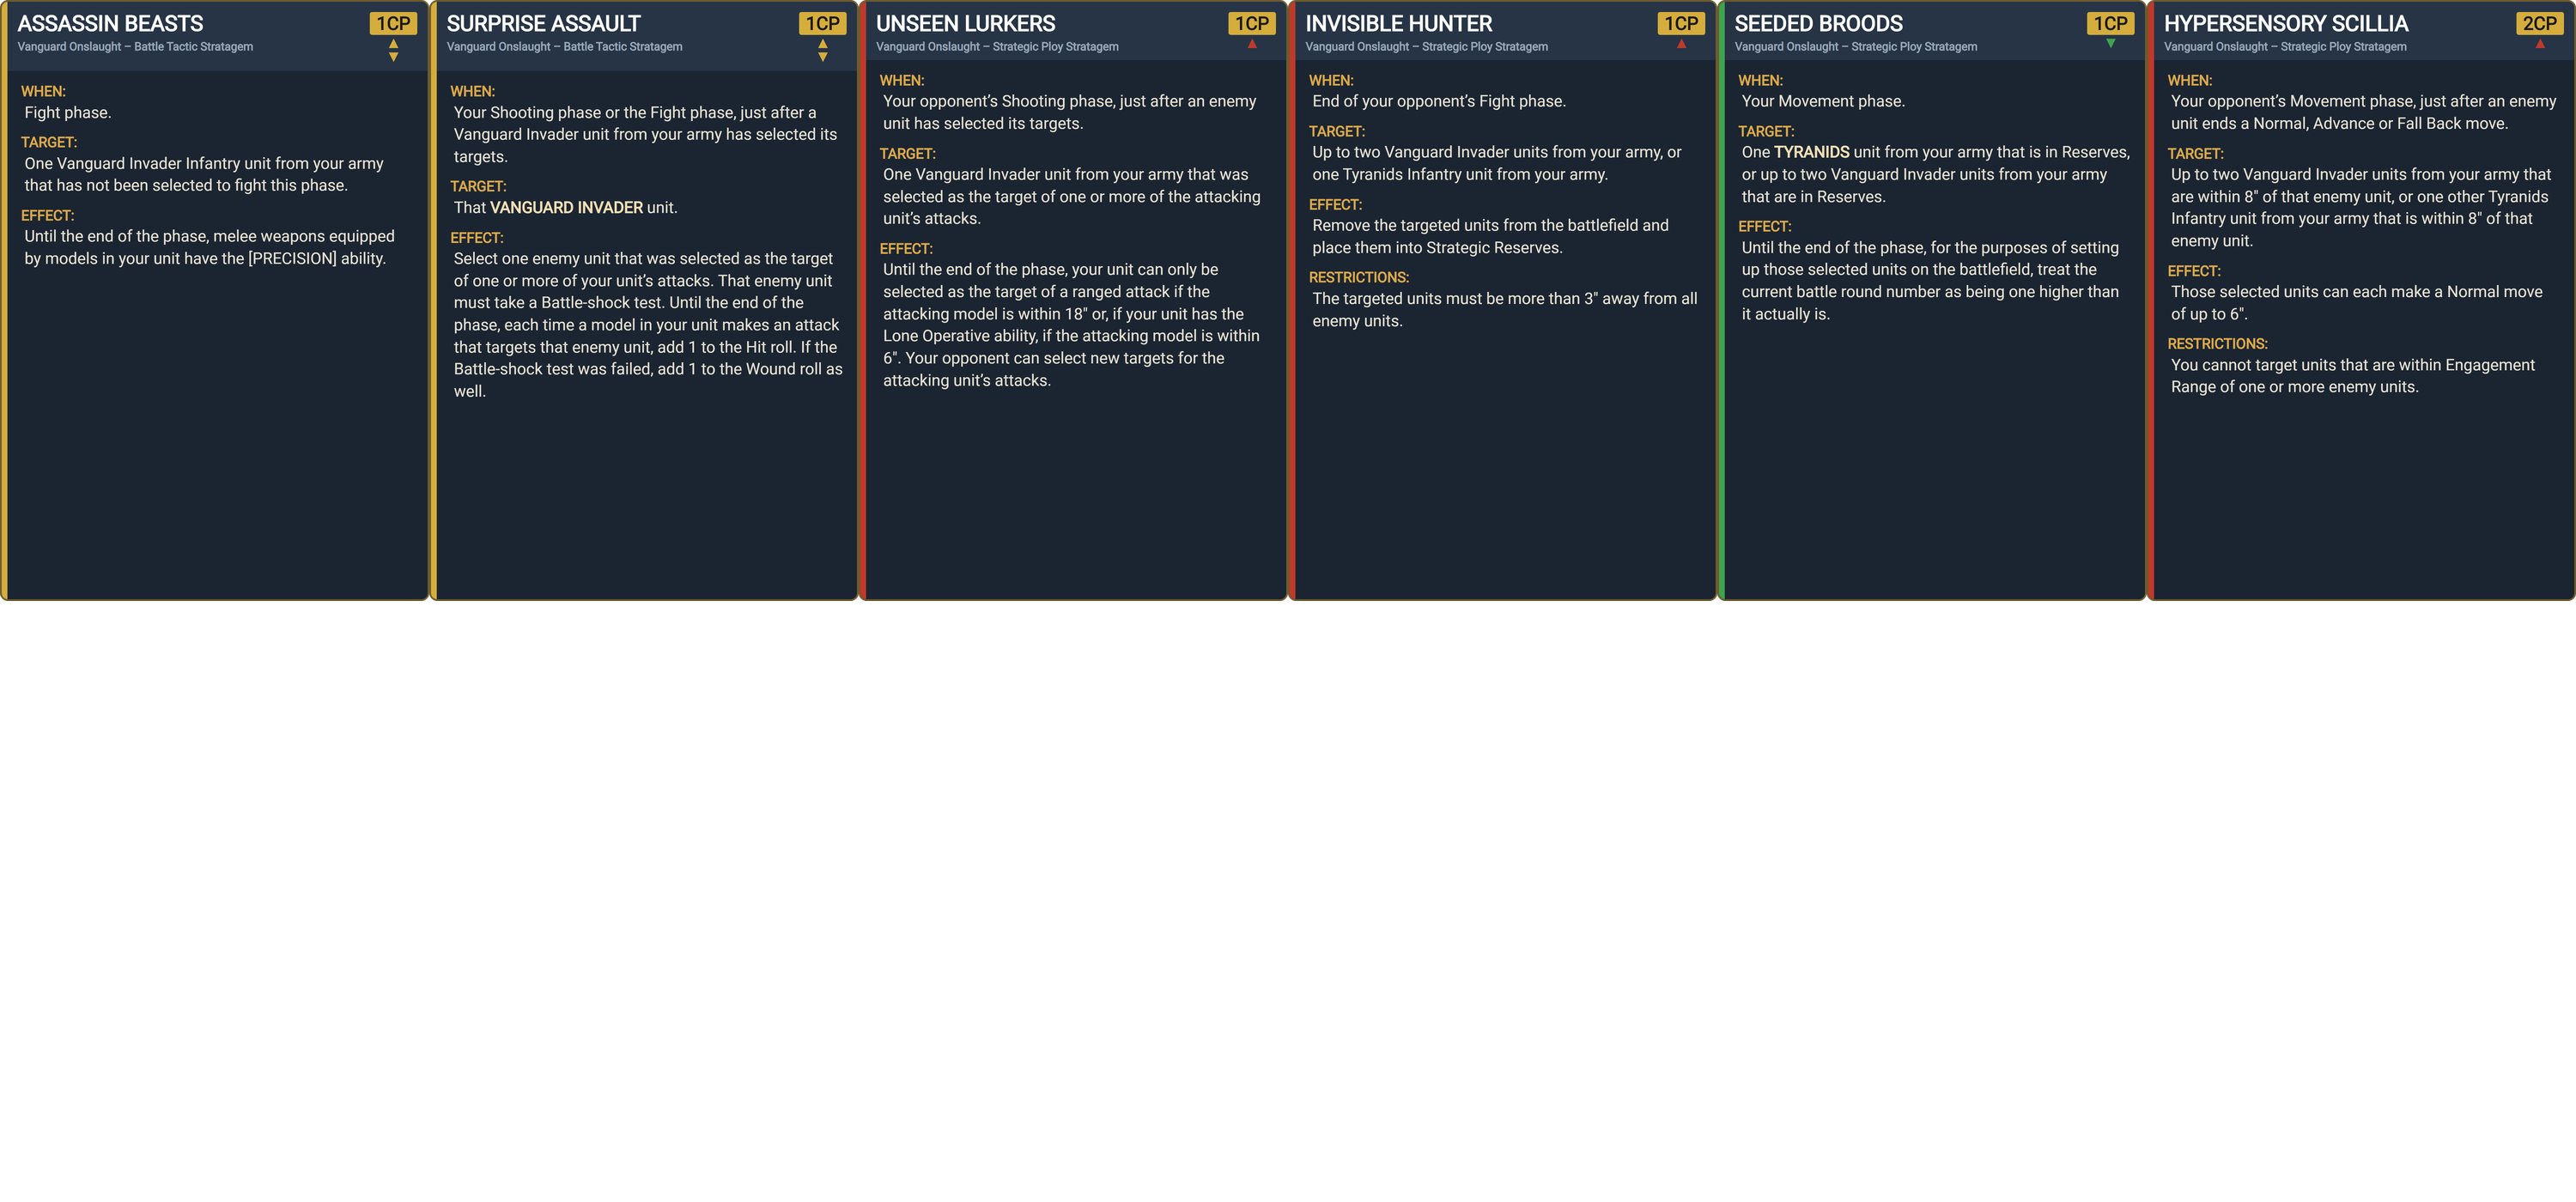 ASSASSIN BEASTS
1CP
Vanguard Onslaught – Battle Tactic Stratagem
WHEN:
Fight phase.
TARGET:
One Vanguard Invader Infantry unit from your army
that has not been selected to fight this phase.
EFFECT:
Until the end of the phase, melee weapons equipped
by models in your unit have the [PRECISION] ability.
SURPRISE ASSAULT
1CP
Vanguard Onslaught – Battle Tactic Stratagem
WHEN:
Your Shooting phase or the Fight phase, just after a
Vanguard Invader unit from your army has selected its
targets.
TARGET:
That VANGUARD INVADER unit.
EFFECT:
Select one enemy unit that was selected as the target
of one or more of your unit’s attacks. That enemy unit
must take a Battle-shock test. Until the end of the
phase, each time a model in your unit makes an attack
that targets that enemy unit, add 1 to the Hit roll. If the
Battle-shock test was failed, add 1 to the Wound roll as
well.
UNSEEN LURKERS
1CP
Vanguard Onslaught – Strategic Ploy Stratagem
WHEN:
Your opponent’s Shooting phase, just after an enemy
unit has selected its targets.
TARGET:
One Vanguard Invader unit from your army that was
selected as the target of one or more of the attacking
unit’s attacks.
EFFECT:
Until the end of the phase, your unit can only be
selected as the target of a ranged attack if the
attacking model is within 18" or, if your unit has the
Lone Operative ability, if the attacking model is within
6". Your opponent can select new targets for the
attacking unit’s attacks.
INVISIBLE HUNTER
1CP
Vanguard Onslaught – Strategic Ploy Stratagem
WHEN:
End of your opponent’s Fight phase.
TARGET:
Up to two Vanguard Invader units from your army, or
one Tyranids Infantry unit from your army.
EFFECT:
Remove the targeted units from the battlefield and
place them into Strategic Reserves.
RESTRICTIONS:
The targeted units must be more than 3" away from all
enemy units.
SEEDED BROODS
1CP
Vanguard Onslaught – Strategic Ploy Stratagem
WHEN:
Your Movement phase.
TARGET:
One TYRANIDS unit from your army that is in Reserves,
or up to two Vanguard Invader units from your army
that are in Reserves.
EFFECT:
Until the end of the phase, for the purposes of setting
up those selected units on the battlefield, treat the
current battle round number as being one higher than
it actually is.
HYPERSENSORY SCILLIA
2CP
Vanguard Onslaught – Strategic Ploy Stratagem
WHEN:
Your opponent’s Movement phase, just after an enemy
unit ends a Normal, Advance or Fall Back move.
TARGET:
Up to two Vanguard Invader units from your army that
are within 8" of that enemy unit, or one other Tyranids
Infantry unit from your army that is within 8" of that
enemy unit.
EFFECT:
Those selected units can each make a Normal move
of up to 6".
RESTRICTIONS:
You cannot target units that are within Engagement
Range of one or more enemy units.